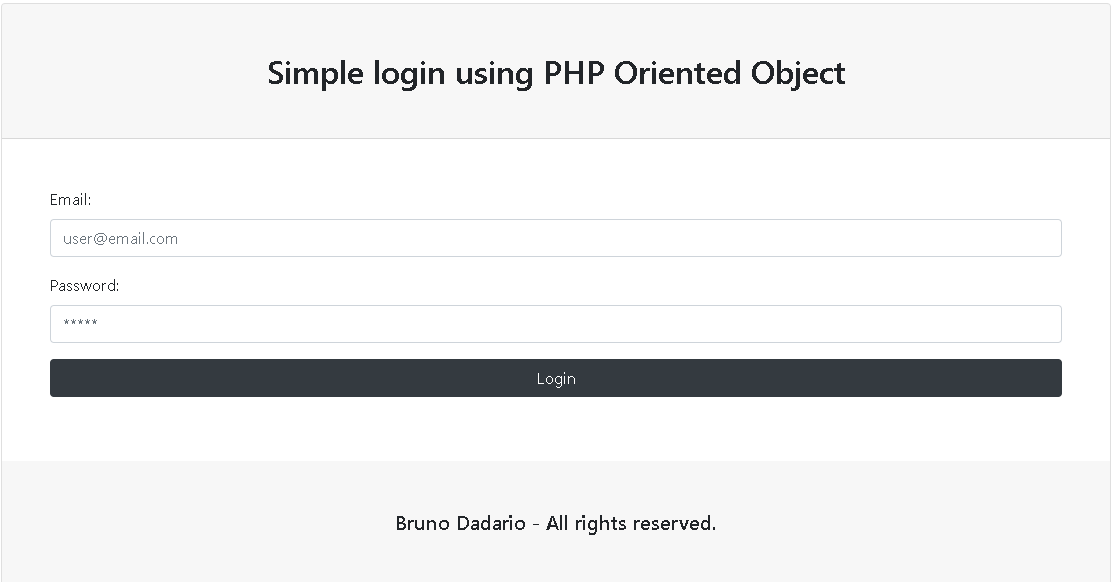 Simple login using PHP Oriented Object
Email:
user@email.com
Password:
*****
Login
Bruno Dadario - All rights reserved.